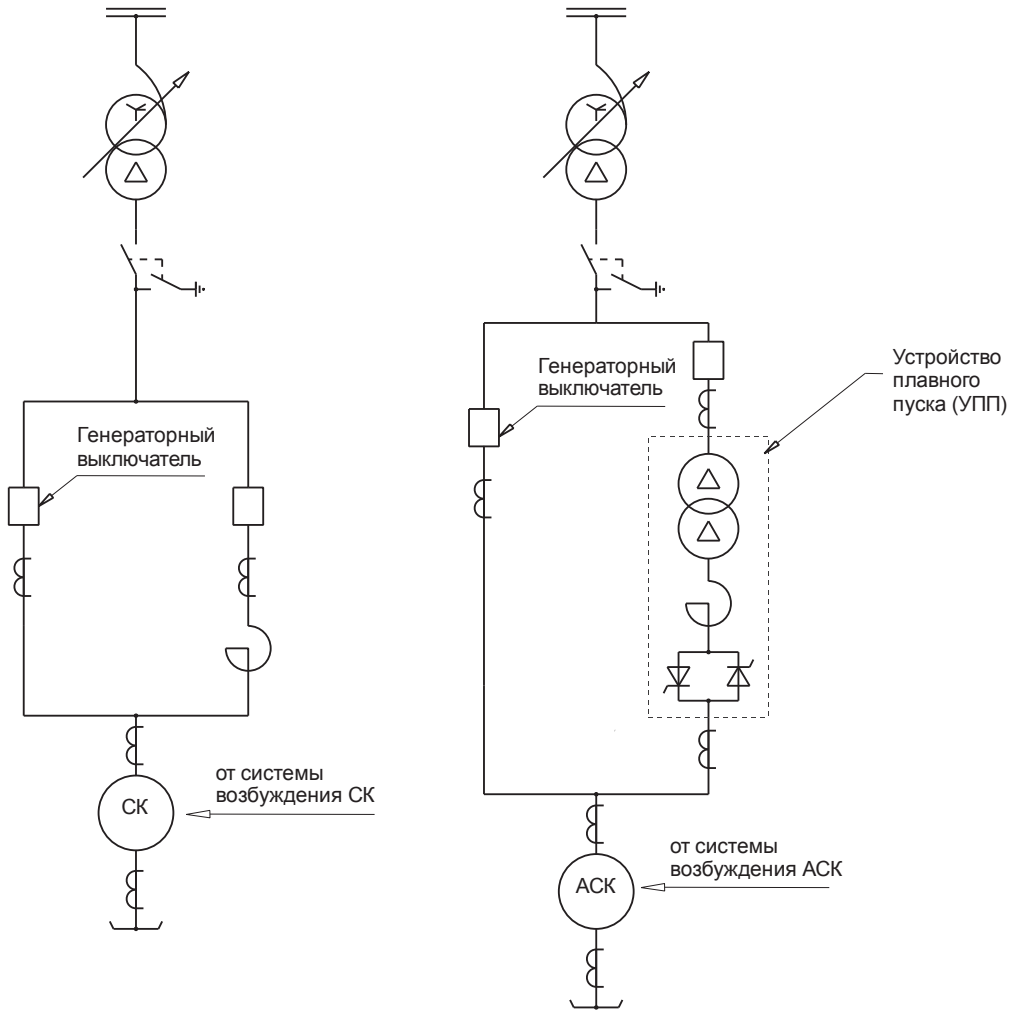 Генераторный
выключатель
от системы
возбуждения СК
СК
Генераторный
выключатель
Устройство
плавного
пуска (УПП)
от системы
возбуждения АСК
АСК